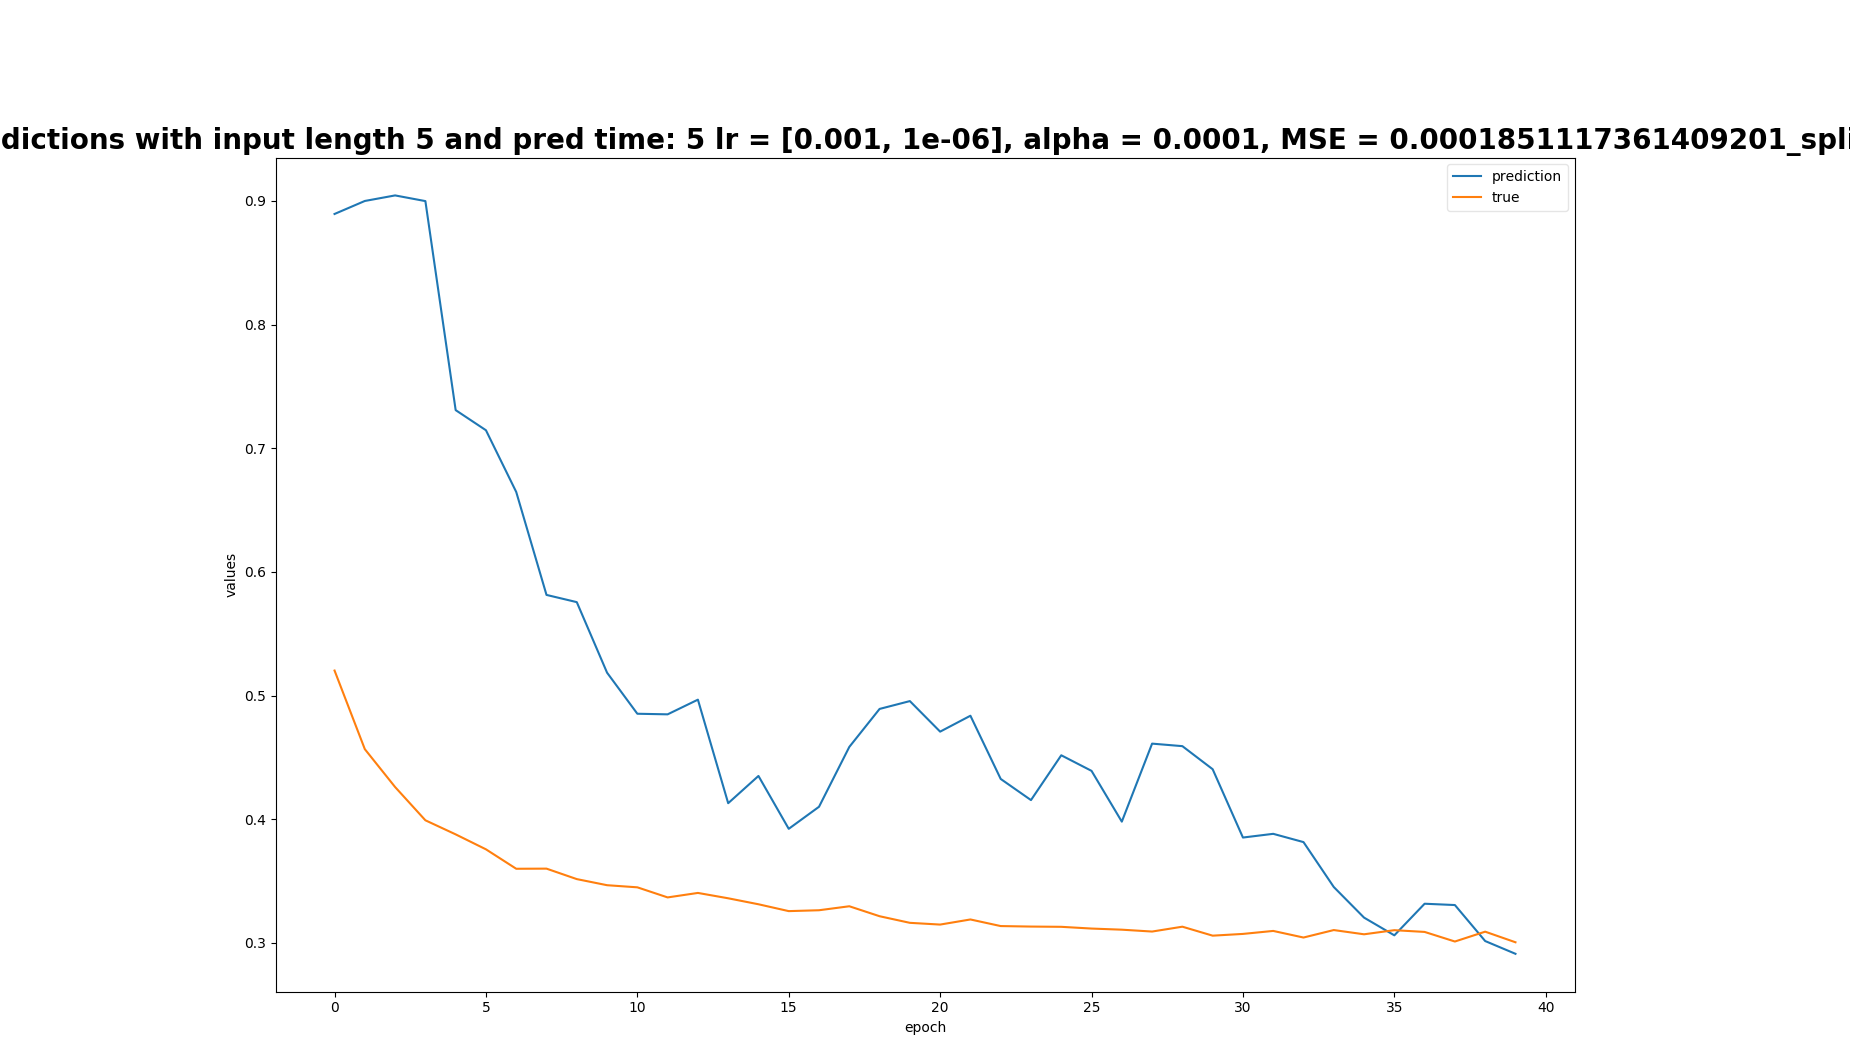 dictions with input length 5 and pred time: 5 lr = [0.001, 1e-06], alpha = 0.0001, MSE = 0.0001851117361409201_spli
prediction
true
0.9
0.8
0.7
0.6
0.5
0.4
0.3
values
0 5 10 15 20 25 30 35 40
epoch